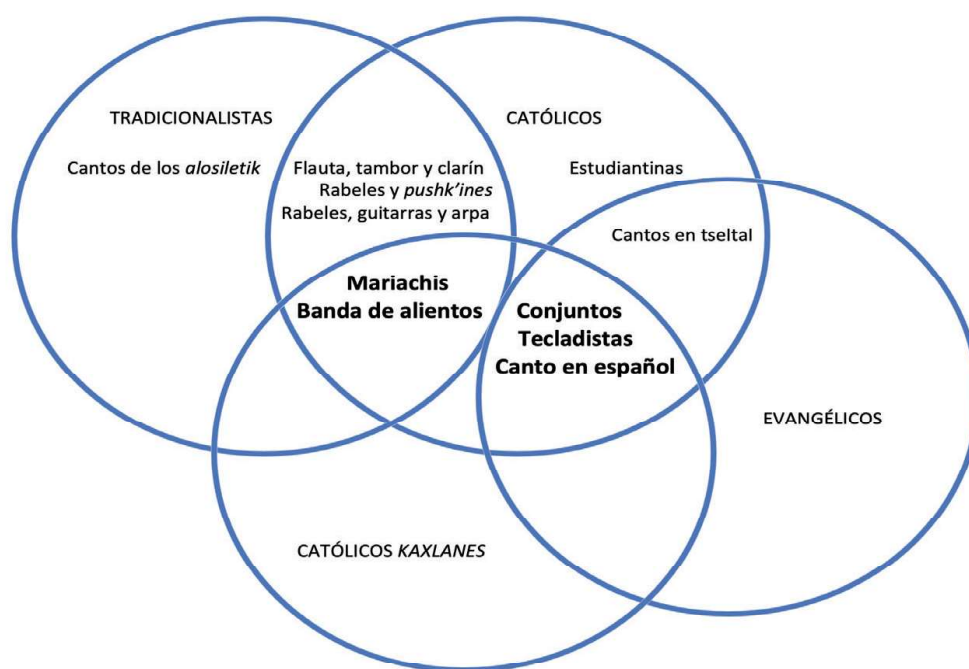 TRADICIONALISTAS
Cantos de los alosiletik
CATÓLICOS
Flauta, tambor y clarín
Rabeles y pushk'ines
Rabeles, guitarras y arpa
Estudiantinas
Cantos en tseltal
Mariachis
Banda de alientos
Conjuntos
Tecladistas
Canto en español
EVANGÉLICOS
CATÓLICOS KAXLANES